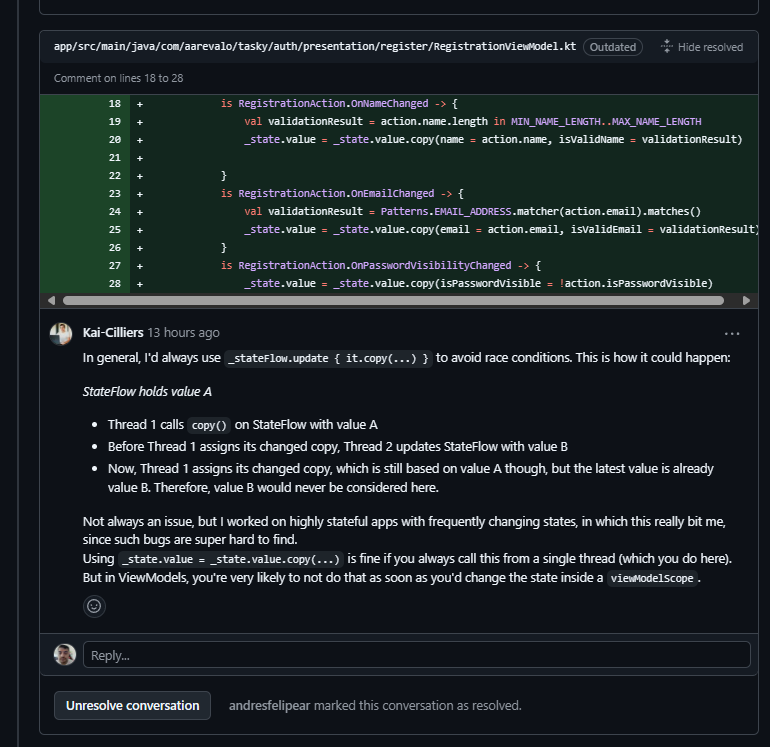 app/src/main/java/com/aarevalo/tasky/auth/presentation/register/RegistrationViewModel.kt Outdated Hide resolved
Comment on lines 18 to 28
18 + is RegistrationAction.OnNameChanged -> {
19 + val validationResult = action.name.length in MIN_NAME_LENGTH..MAX_NAME_LENGTH
20 + _state.value = _state.value.copy(name = action.name, isValidName = validationResult)
21 +
22 + }
23 + is RegistrationAction.OnEmailChanged -> {
24 + val validationResult = Patterns.EMAIL_ADDRESS.matcher(action.email).matches()
25 + _state.value = _state.value.copy(email = action.email, isValidEmail = validationResult)
26 + }
27 + is RegistrationAction.OnPasswordVisibilityChanged -> {
28 + _state.value = _state.value.copy(isPasswordVisible = !action.isPasswordVisible)
Kai-Cilliers 13 hours ago
In general, I'd always use _stateFlow.update { it.copy(...) } to avoid race conditions. This is how it could happen:
StateFlow holds value A
• Thread 1 calls copy() on StateFlow with value A
• Before Thread 1 assigns its changed copy, Thread 2 updates StateFlow with value B
• Now, Thread 1 assigns its changed copy, which is still based on value A though, but the latest value is already
value B. Therefore, value B would never be considered here.
Not always an issue, but I worked on highly stateful apps with frequently changing states, in which this really bit me,
since such bugs are super hard to find.
Using _state.value = _state.value.copy(...) is fine if you always call this from a single thread (which you do here).
But in ViewModels, you're very likely to not do that as soon as you'd change the state inside a viewModelScope.
Reply...
Unresolve conversation andresfelipear marked this conversation as resolved.